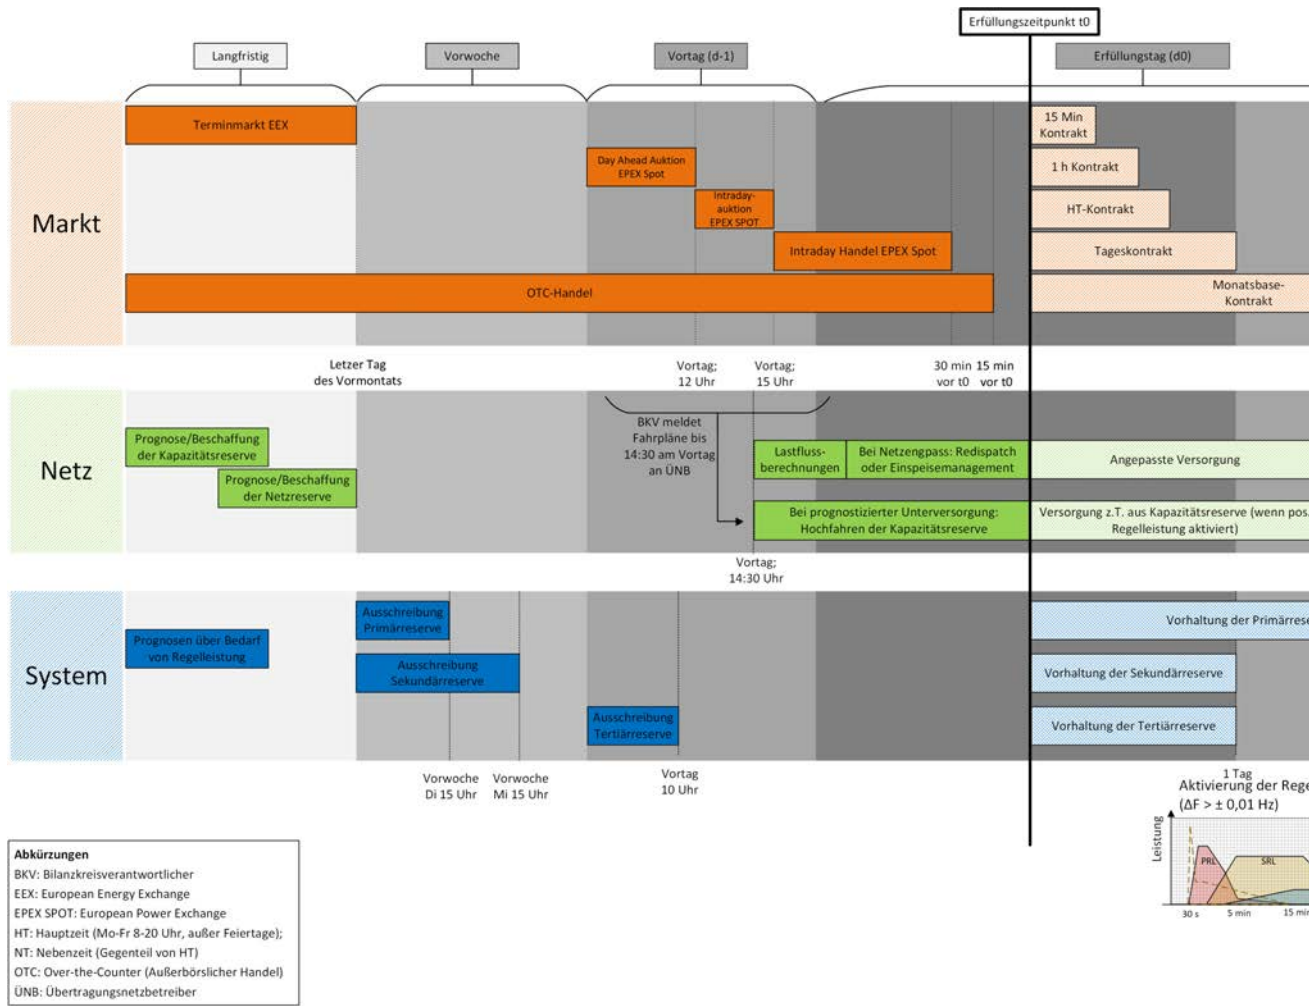 Erfüllungszeitpunkt t0
Langfristig
Vorwoche
Vortag (d-1)
Erfüllungstag (d0)
Markt
Terminmarkt EEX
15 Min
Kontrakt
Day Ahead Auktion
EPEX Spot
1 h Kontrakt
Intraday-
auktion
EPEX SPOT
HT-Kontrakt
Intraday Handel EPEX Spot
Tageskontrakt
OTC-Handel
Monatsbase-
Kontrakt
Letzer Tag
des Vormontats
Vortag;
12 Uhr
Vortag;
15 Uhr
30 min
vor t0
15 min
vor t0
Netz
Prognose/Beschaffung
der Kapazitätsreserve
Prognose/Beschaffung
der Netzreserve
BKV meldet
Fahrpläne bis
14:30 am Vortag
an ÜNB
Lastfluss-
berechnungen
Bei Netzengpass: Redispatch
oder Einspeisemanagement
Angepasste Versorgung
Bei prognostizierter Unterversorgung:
Hochfahren der Kapazitätsreserve
Versorgung z.T. aus Kapazitätsreserve (wenn pos.
Regelleistung aktiviert)
Vortag;
14:30 Uhr
System
Prognosen über Bedarf
von Regelleistung
Ausschreibung
Primärreserve
Vorhaltung der Primärrese
Ausschreibung
Sekundärreserve
Vorhaltung der Sekundärreserve
Ausschreibung
Tertiärreserve
Vorhaltung der Tertiärreserve
Vorwoche
Di 15 Uhr
Vorwoche
Mi 15 Uhr
Vortag
10 Uhr
1 Tag
Aktivierung der Rege
(ΔF > ± 0,01 Hz)
Leistung
PRL
SRL
30 s
5 min
15 min
Abkürzungen
BKV: Bilanzkreisverantwortlicher
EEX: European Energy Exchange
EPEX SPOT: European Power Exchange
HT: Hauptzeit (Mo-Fr 8-20 Uhr, außer Feiertage);
NT: Nebenzeit (Gegenteil von HT)
OTC: Over-the-Counter (Außerbörslicher Handel)
ÜNB: Übertragungsnetzbetreiber